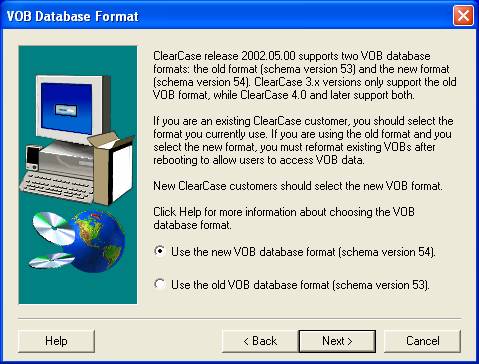 VOB Database Format
ClearCase release 2002.05.00 supports two VOB database
formats: the old format (schema version 53) and the new format
(schema version 54). ClearCase 3.x versions only support the old
VOB format, while ClearCase 4.0 and later support both.
If you are an existing ClearCase customer, you should select the
format you currently use. If you are using the old format and you
select the new format, you must reformat existing VOBs after
rebooting to allow users to access VOB data.
New ClearCase customers should select the new VOB format.
Click Help for more information about choosing the VOB
database format.
Use the new VOB database format (schema version 54).
Use the old VOB database format (schema version 53).
Help
< Back
Next >
Cancel